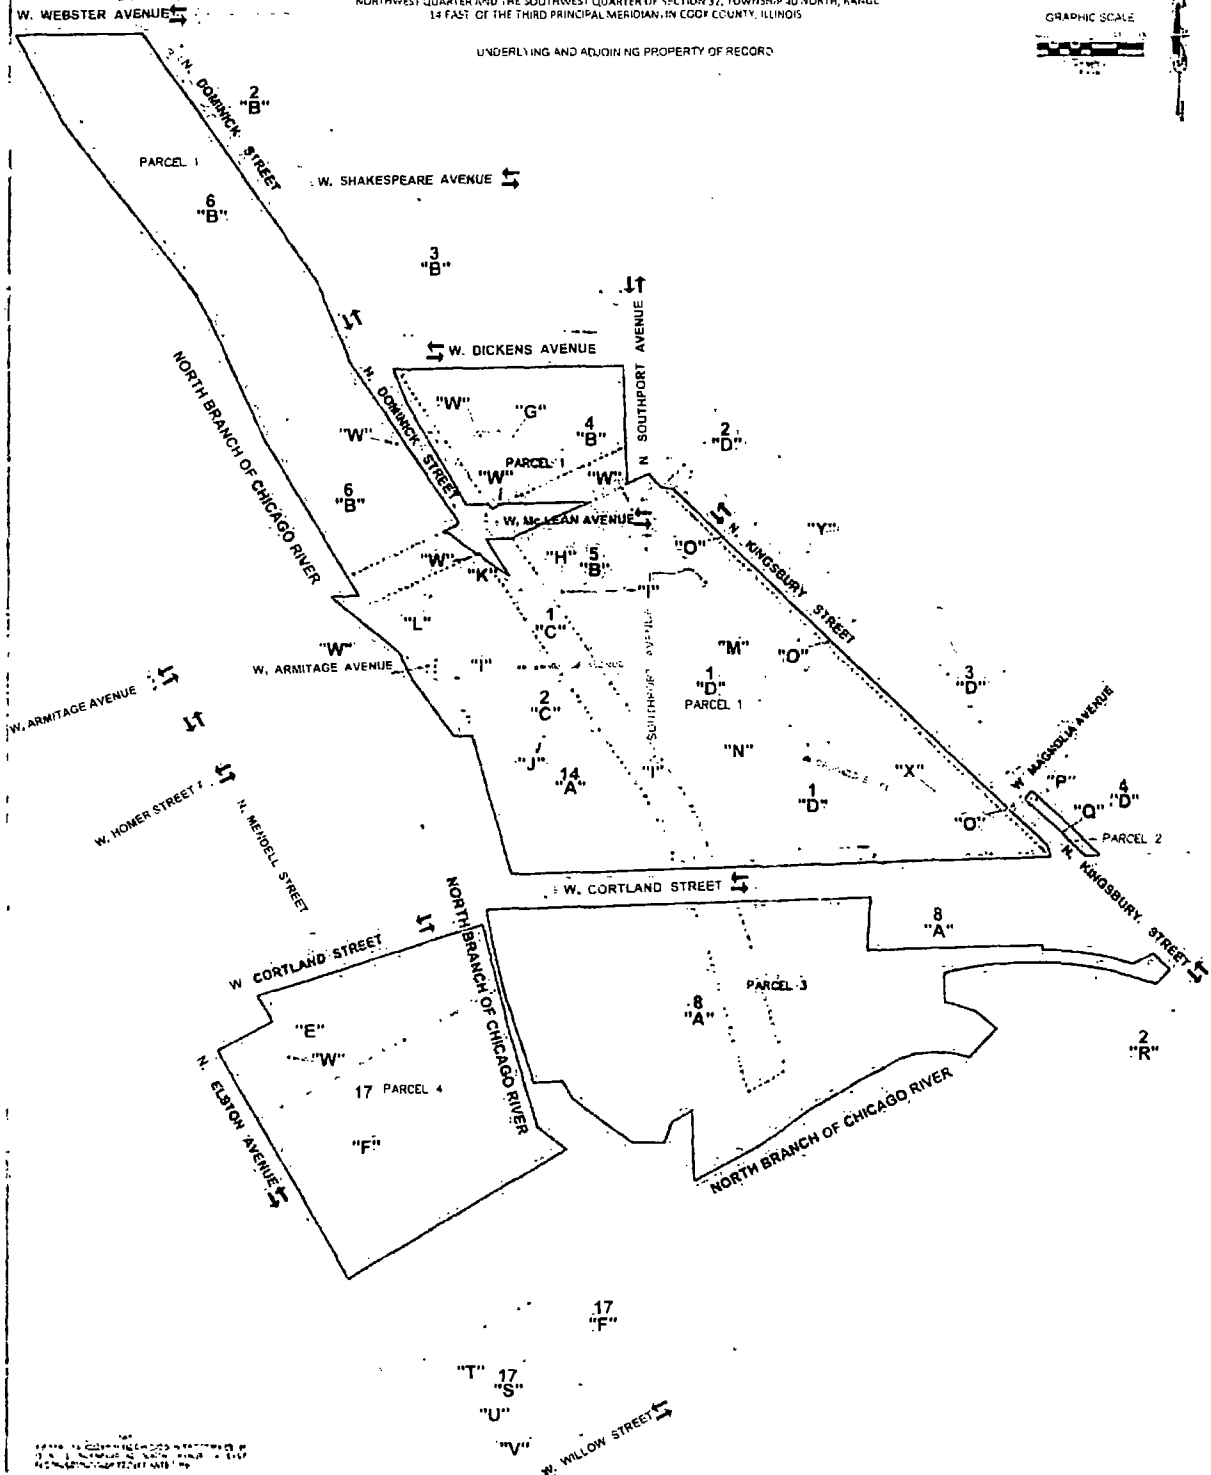 NORTHWEST QUARTER AND THE SOUTHWEST QUARTER OF SECTION 32, TOWNSHIP 40 NORTH, RANGE
14 EAST OF THE THIRD PRINCIPAL MERIDIAN, IN COOK COUNTY, ILLINOIS
W. WEBSTER AVENUE
GRAPHIC SCALE
UNDERLYING AND ADJOINING PROPERTY OF RECORD
N. DOMINICK STREET
2
"B"
PARCEL 1
W. SHAKESPEARE AVENUE
6
"B"
3
"B"
N SOUTHPORT AVENUE
W. DICKENS AVENUE
NORTH BRANCH OF CHICAGO RIVER
N. DOMINICK STREET
"W"
"G"
4
"B"
2
"D"
"W"
PARCEL 1
"W"
"W"
6
"B"
W. McLEAN AVENUE
N. KINGSBURY STREET
"Y"
"O"
"W"
"K"
"H"
5
"B"
"I"
"L"
1
"C"
SOUTHPORT AVENUE
"M"
"O"
"W"
W. ARMITAGE AVENUE
"I"
1
"D"
3
"D"
W. ARMITAGE AVENUE
2
"C"
PARCEL 1
W MAGNOLIA AVENUE
"N"
"J"
14
"A"
"I"
"X"
"P"
4
"D"
W. HOMER STREET
N. MENDELL STREET
1
"D"
"O"
"Q"
PARCEL 2
N. KINGSBURY STREET
W. CORTLAND STREET
NORTH BRANCH OF CHICAGO RIVER
8
"A"
W CORTLAND STREET
PARCEL 3
8
"A"
"E"
"W"
2
"R"
N. ELSTON AVENUE
17 PARCEL 4
"F"
NORTH BRANCH OF CHICAGO RIVER
17
"F"
"T"
17
"S"
"U"
"V"
W. WILLOW STREET